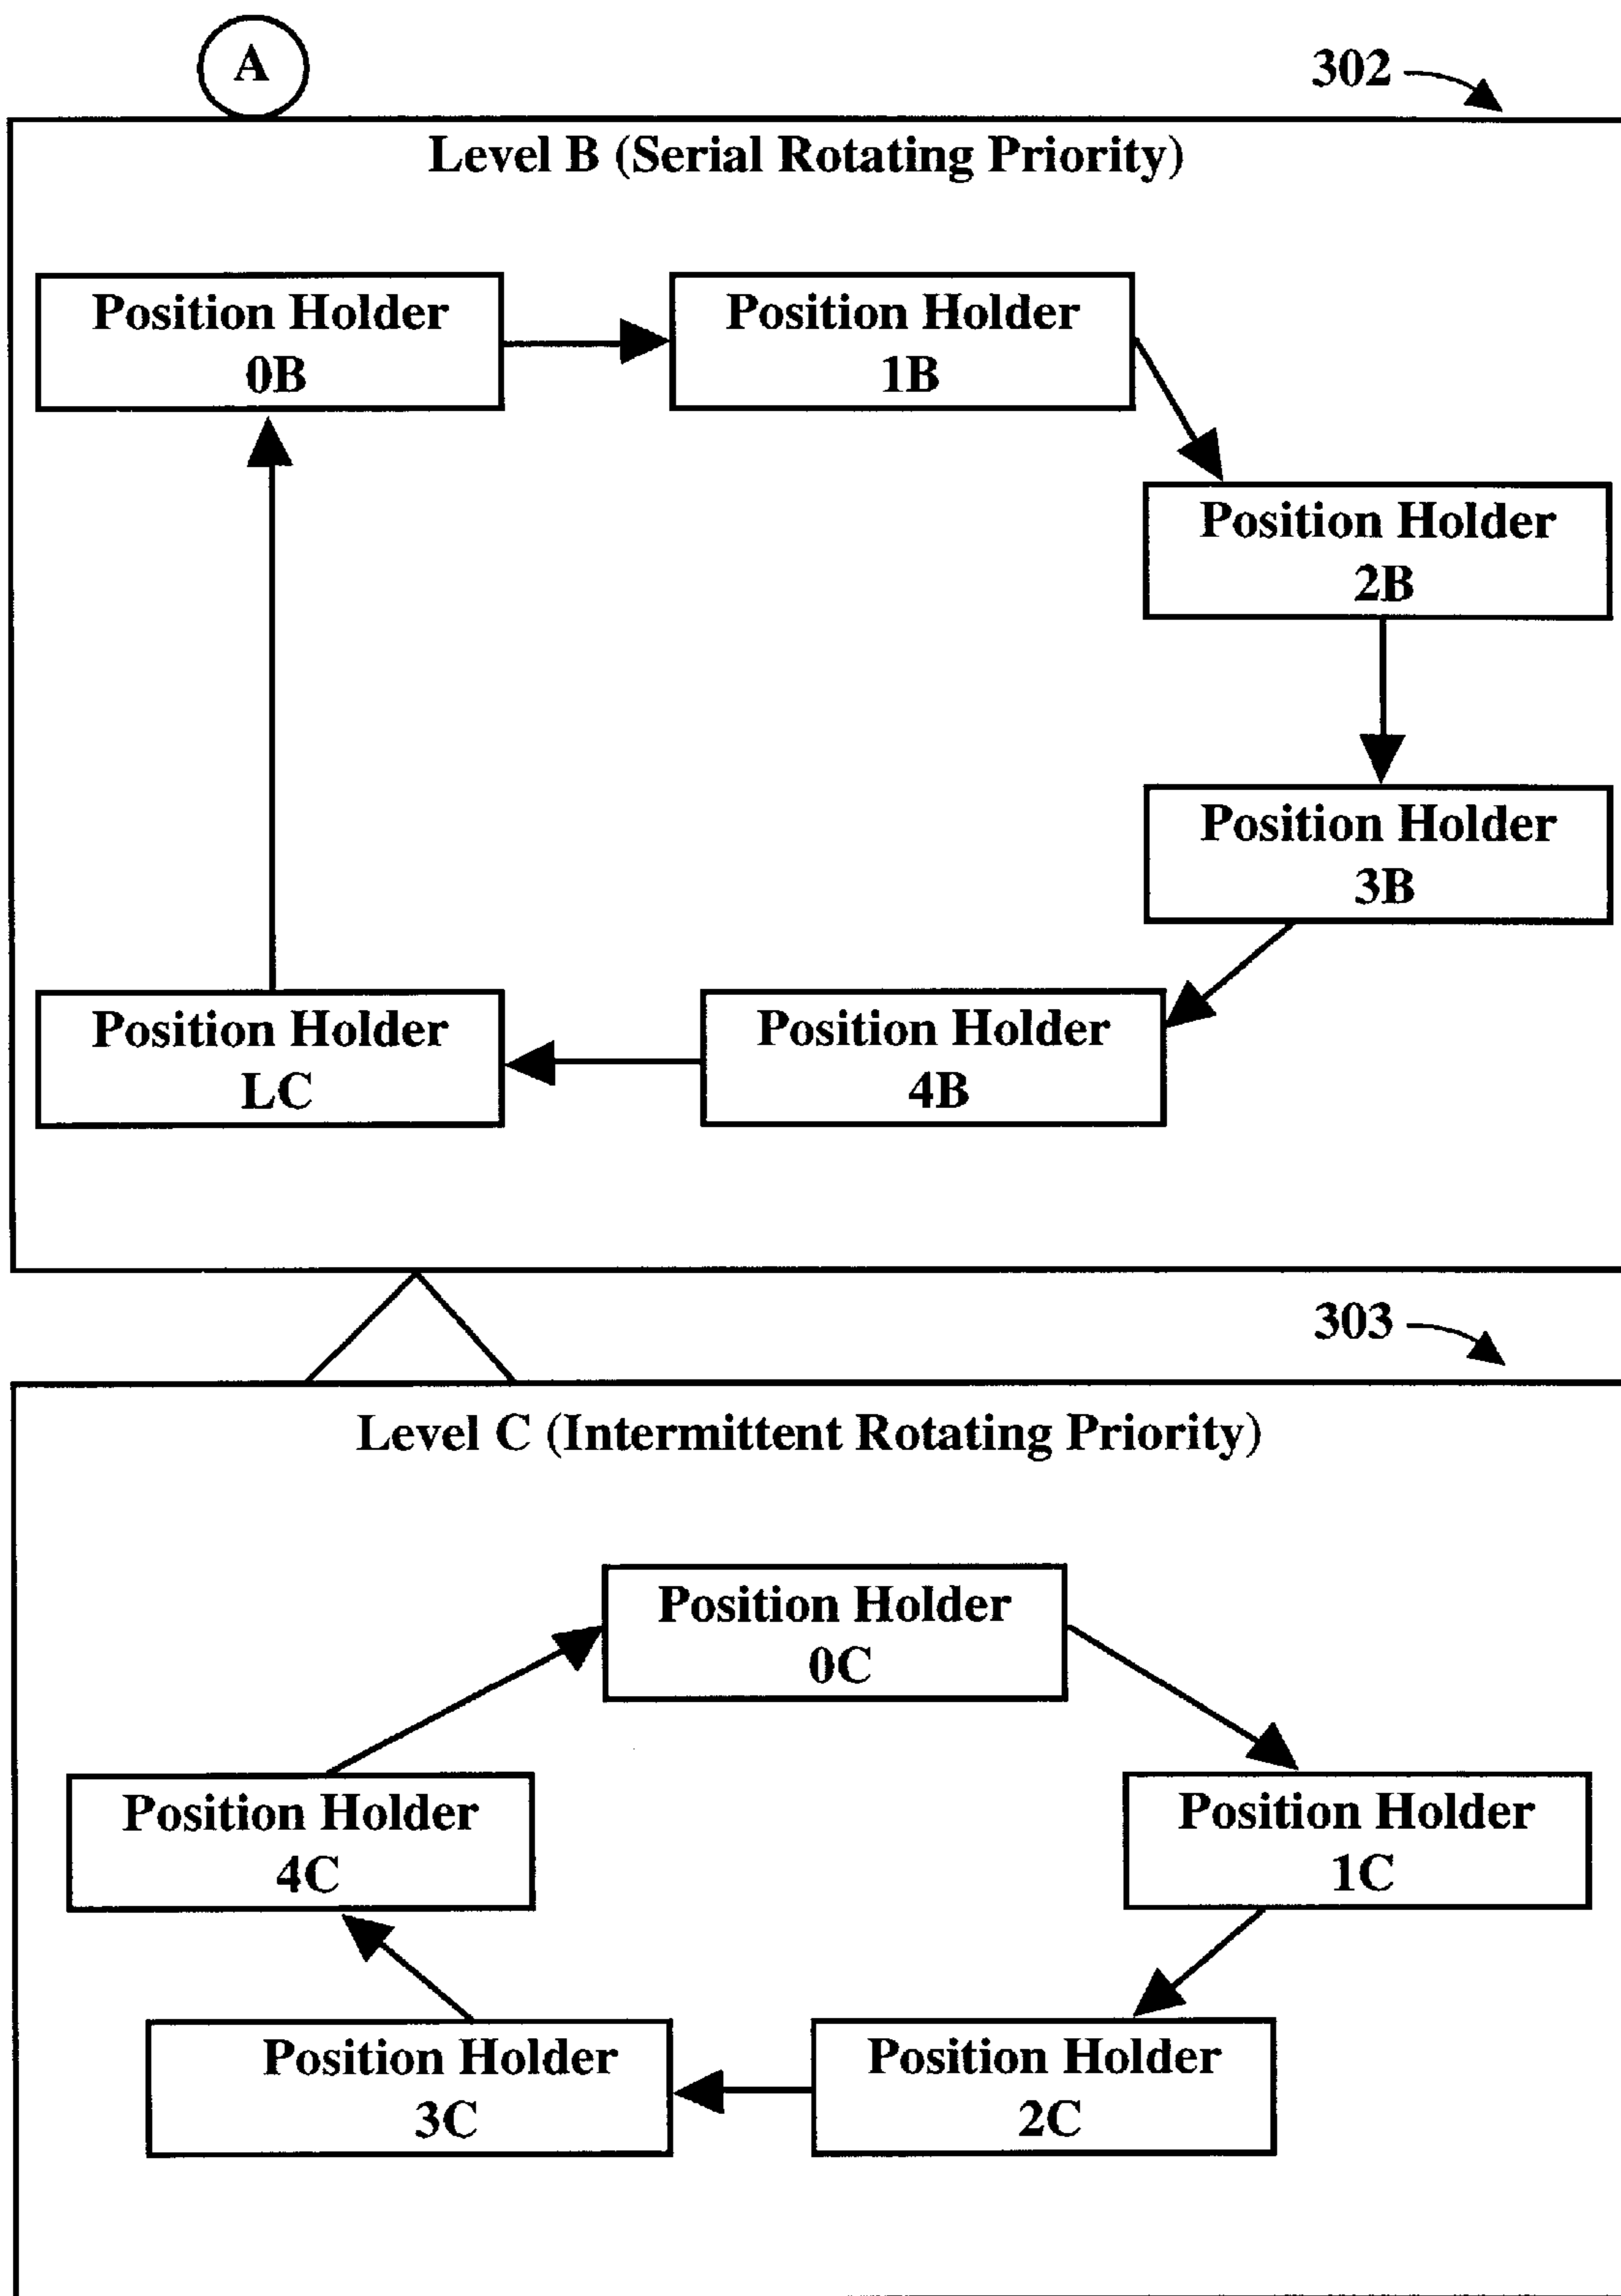 A
302
Level B (Serial Rotating Priority)
Position Holder
0B
Position Holder
1B
Position Holder
2B
Position Holder
3B
Position Holder
4B
Position Holder
LC
303
Level C (Intermittent Rotating Priority)
Position Holder
0C
Position Holder
1C
Position Holder
2C
Position Holder
3C
Position Holder
4C